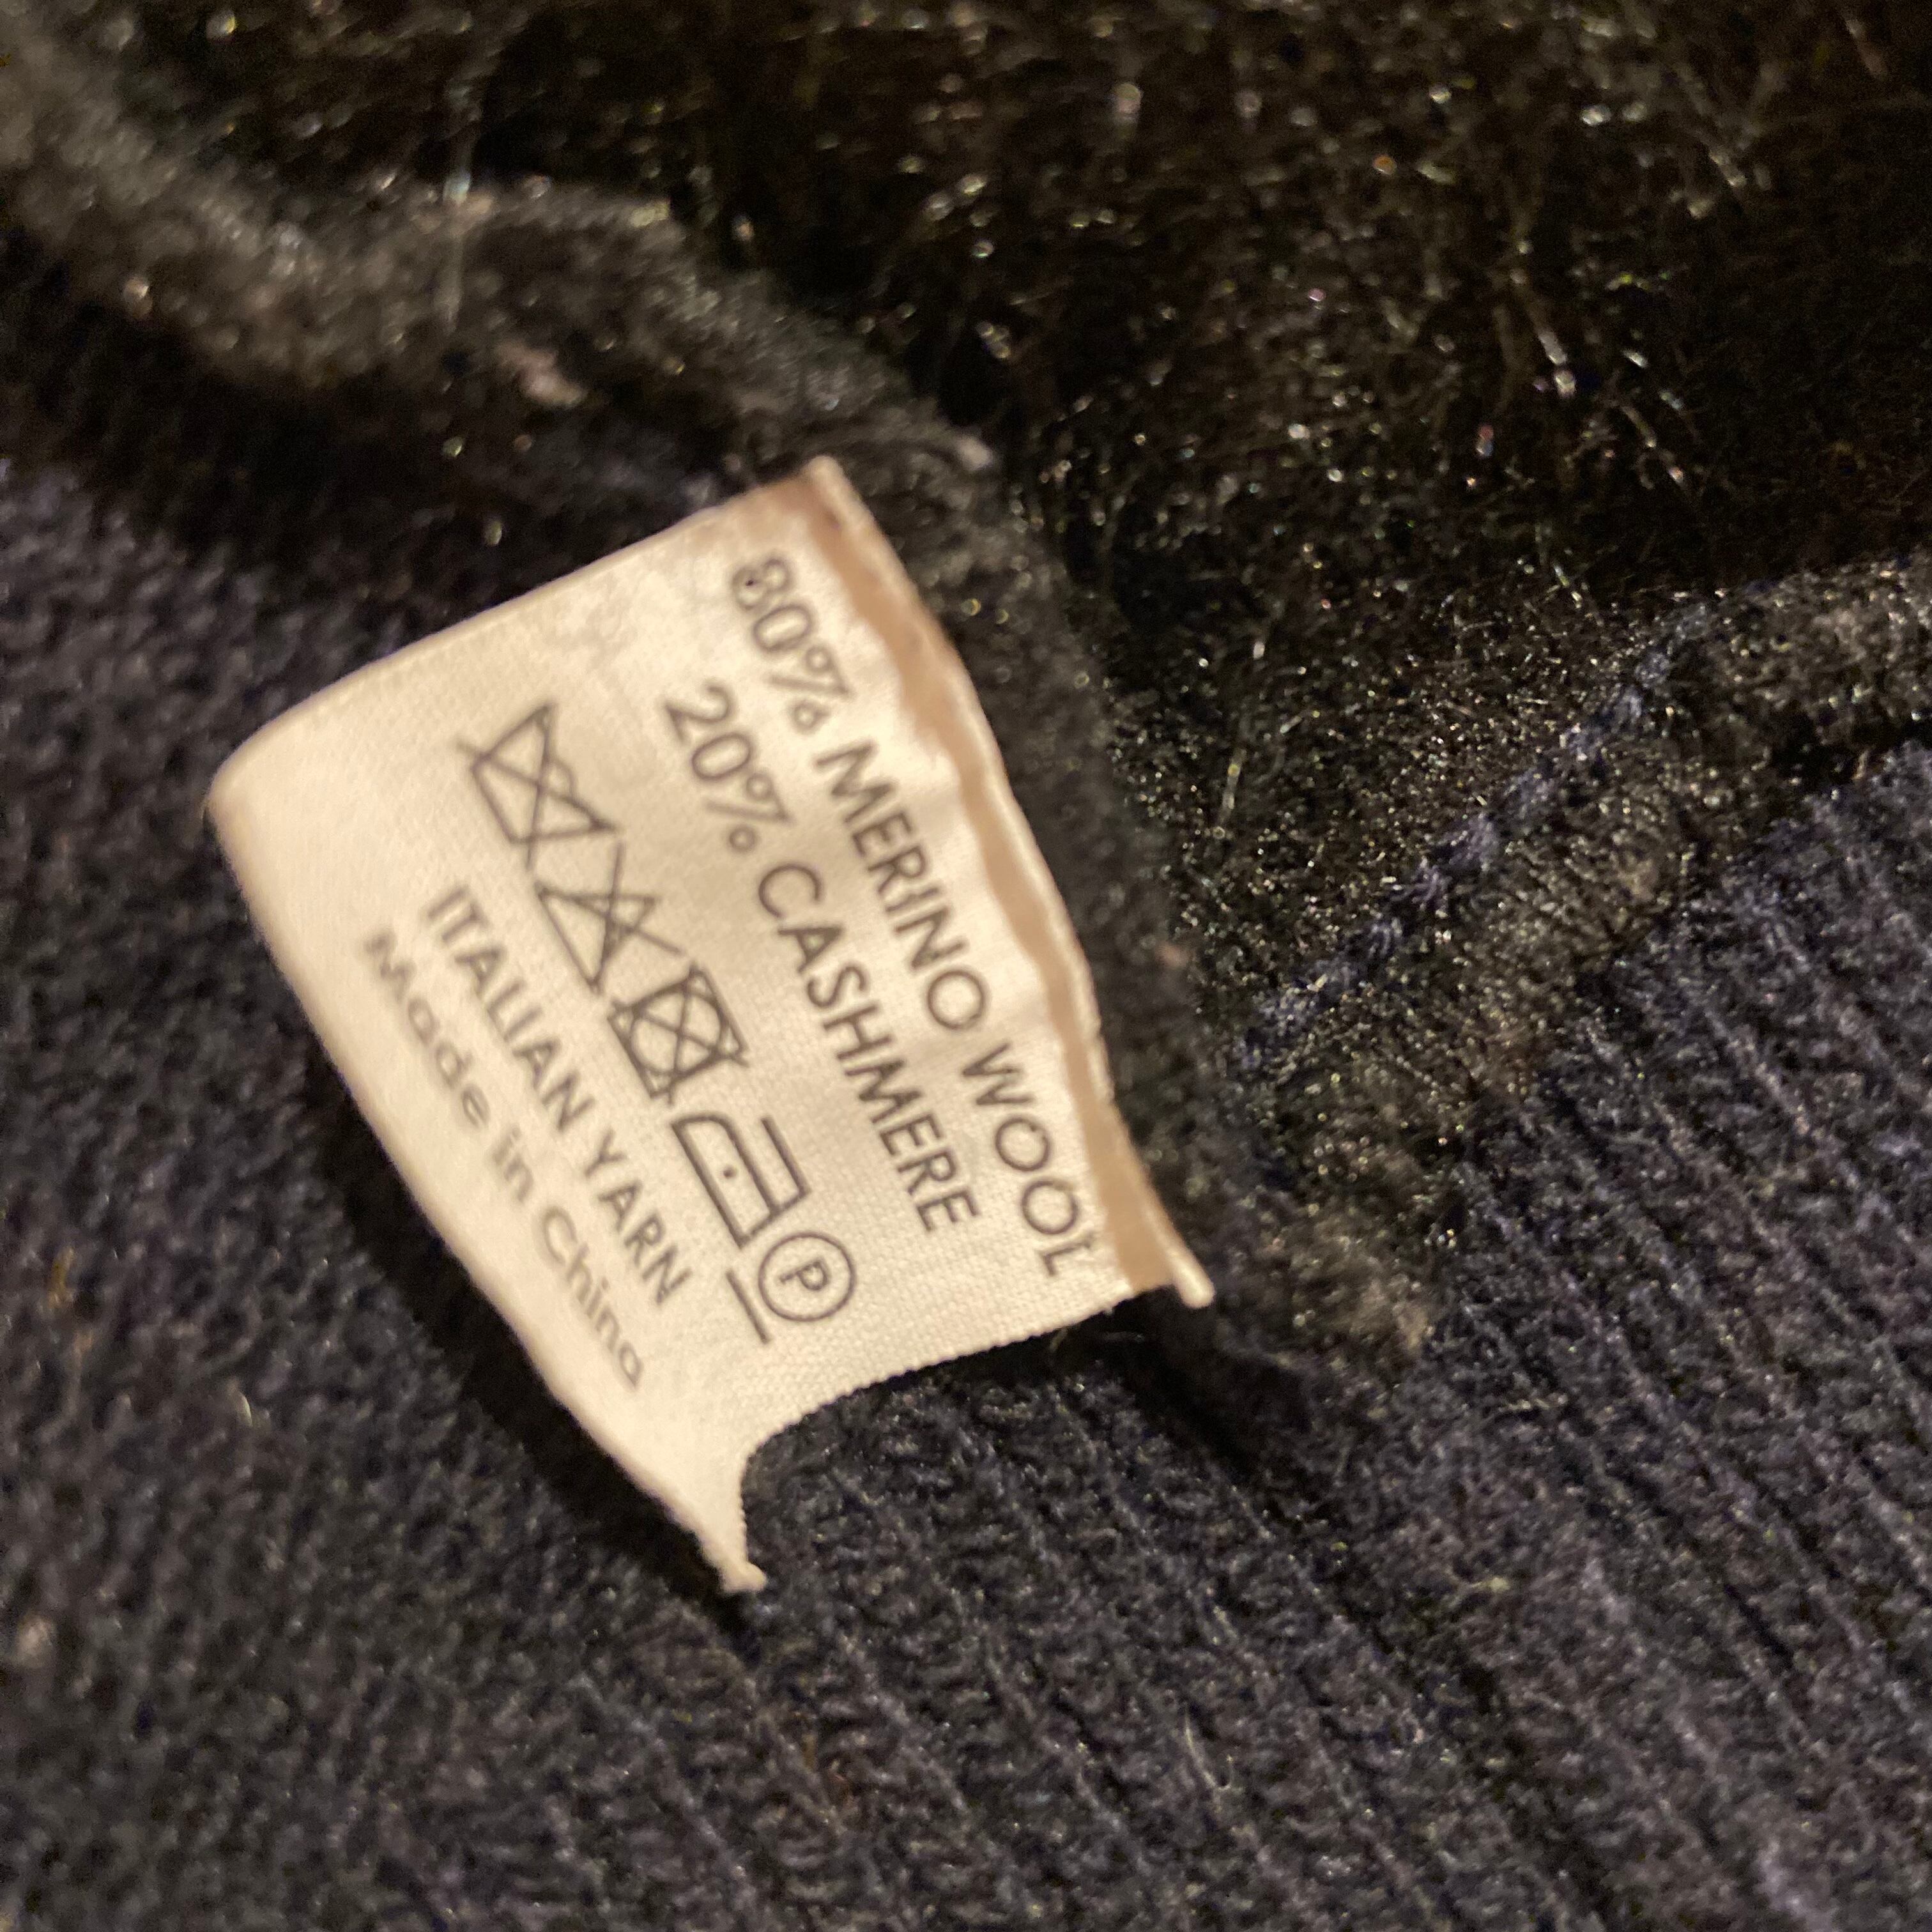 80% MERINO WOOL
20% CASHMERE
P
ITALIAN YARN
Made in China